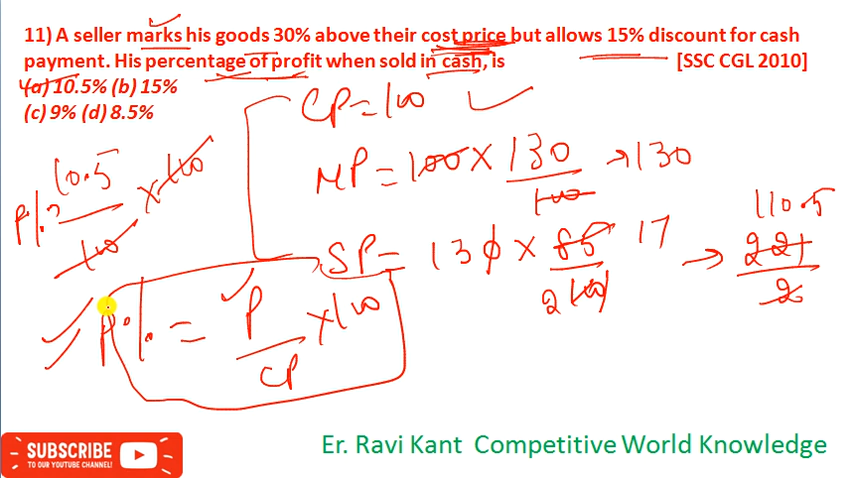 11) A seller marks his goods 30% above their cost price but allows 15% discount for cash
payment. His percentage of profit when sold in cash, is [SSC CGL 2010]
(a) 10.5% (b) 15%
(c) 9% (d) 8.5%
CP = 100
MP = 100 × 130/100 → 130
SP = 130 × 85/100 17/2 → 221/2 110.5
P% = 10.5/100 × 100
P% = P/CP × 100
SUBSCRIBE
TO OUR YOUTUBE CHANNEL!
Er. Ravi Kant Competitive World Knowledge